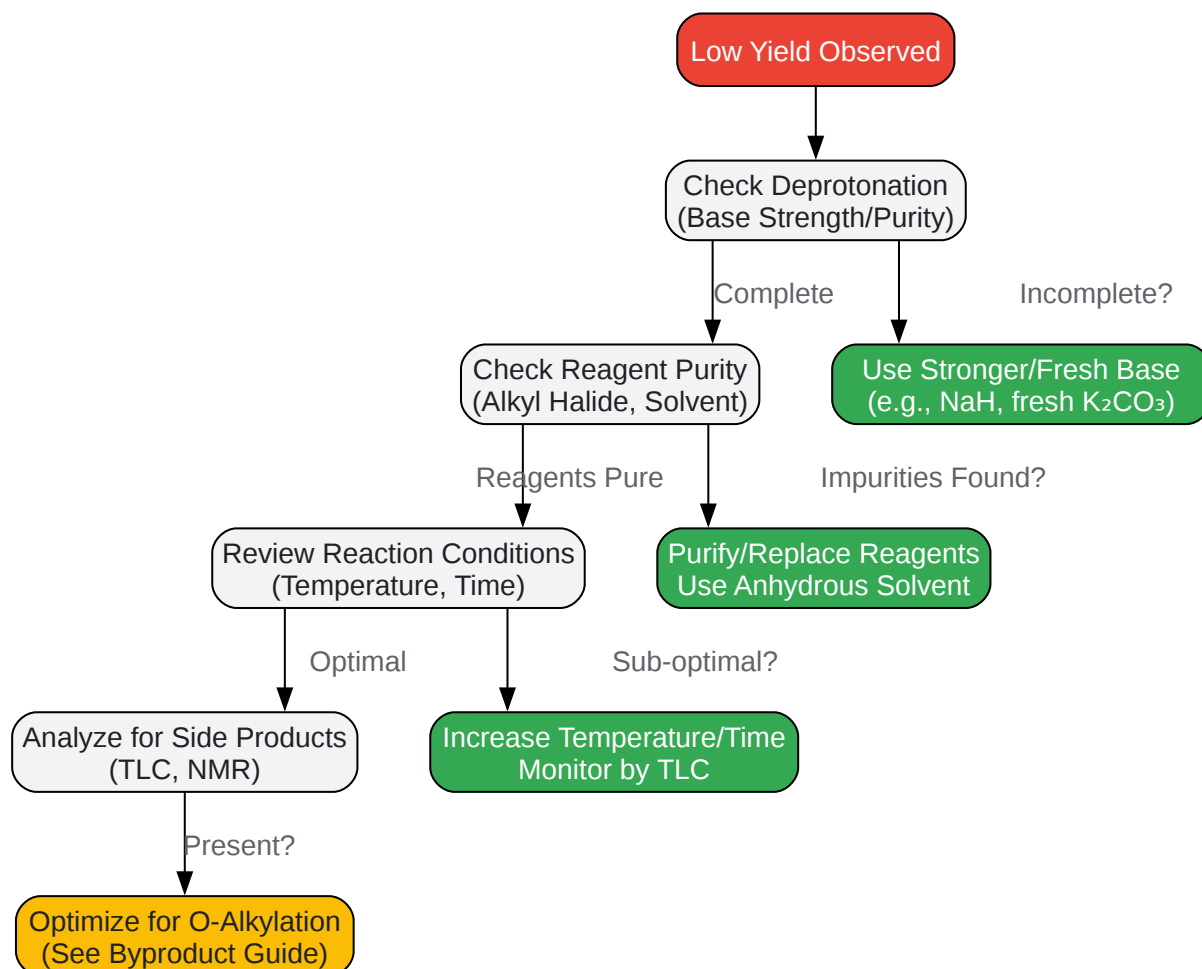 Low Yield Observed
Check Deprotonation
(Base Strength/Purity)
Complete
Incomplete?
Check Reagent Purity
(Alkyl Halide, Solvent)
Use Stronger/Fresh Base
(e.g., NaH, fresh K₂CO₃)
Reagents Pure
Impurities Found?
Review Reaction Conditions
(Temperature, Time)
Purify/Replace Reagents
Use Anhydrous Solvent
Optimal
Sub-optimal?
Analyze for Side Products
(TLC, NMR)
Increase Temperature/Time
Monitor by TLC
Present?
Optimize for O-Alkylation
(See Byproduct Guide)